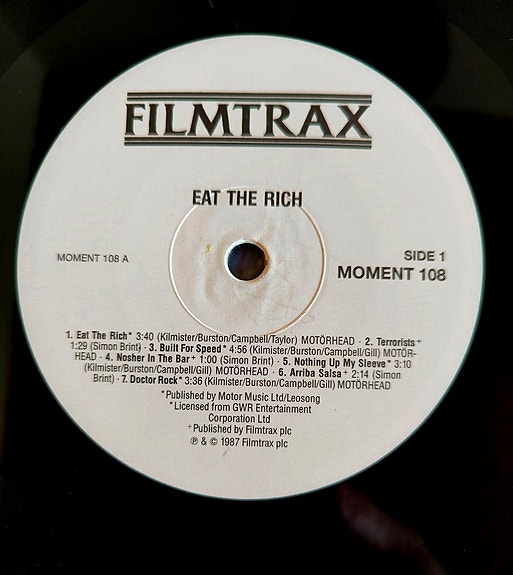 FILMTRAX
EAT THE RICH
MOMENT 108 A
SIDE 1
MOMENT 108
1. Eat The Rich* 3:40 (Kilmister/Burston/Campbell/Taylor) MOTÖRHEAD · 2. Terrorists+
1:29 (Simon Brint) · 3. Built For Speed* 4:56 (Kilmister/Burston/Campbell/Gill) MOTÖR-
HEAD · 4. Nosher In The Bar+ 1:00 (Simon Brint) · 5. Nothing Up My Sleeve* 3:10
(Kilmister/Burston/Campbell/Gill) MOTÖRHEAD · 6. Arriba Salsa+ 2:14 (Simon
Brint) · 7. Doctor Rock* 3:36 (Kilmister/Burston/Campbell/Gill) MOTÖRHEAD
*Published by Motor Music Ltd/Leosong
*Licensed from GWR Entertainment
Corporation Ltd
+Published by Filmtrax plc
℗ & © 1987 Filmtrax plc